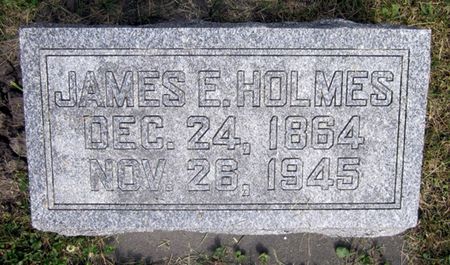 JAMES E. HOLMES
DEC. 24, 1864
NOV. 26, 1945